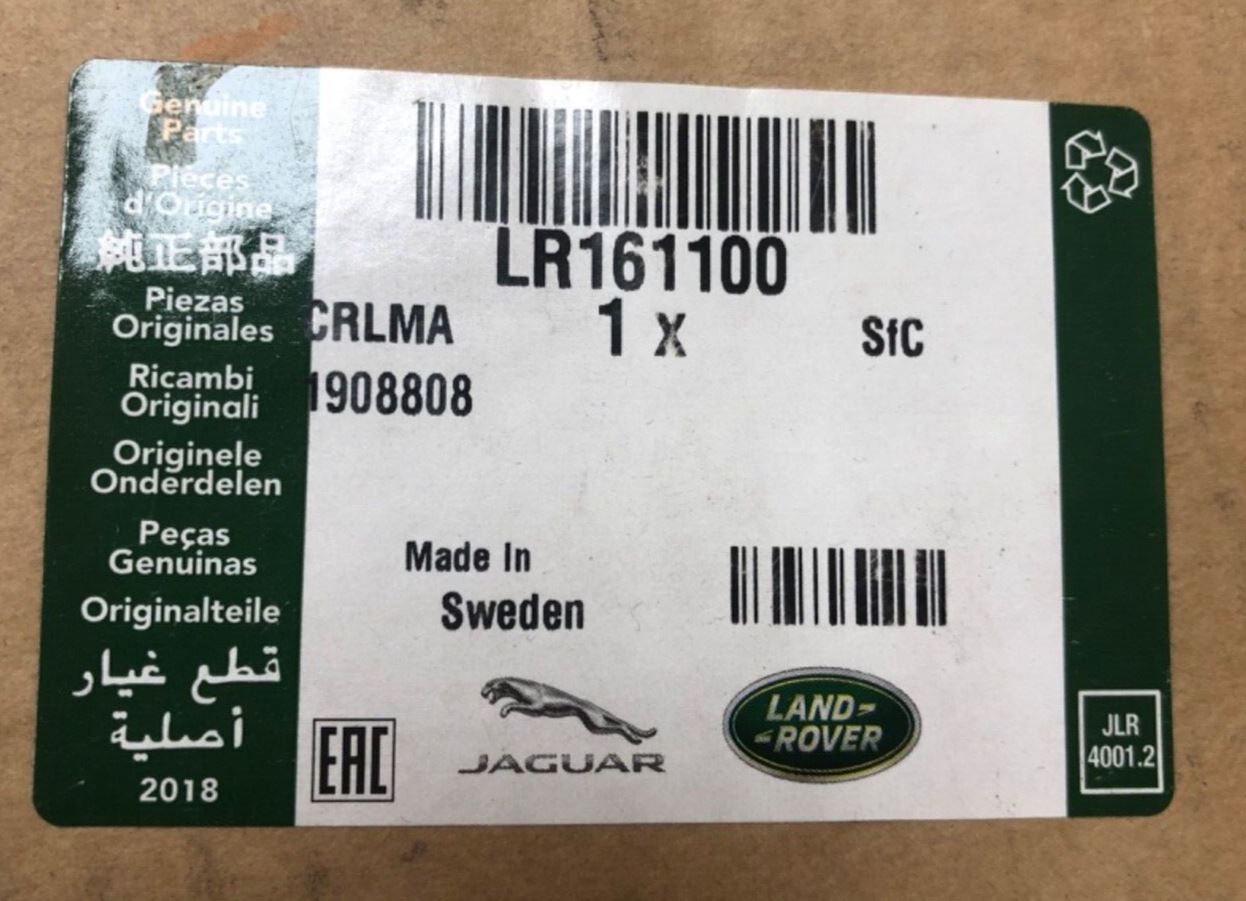 Genuine
Parts
Pièces
d'Origine
純正部品
Piezas
Originales
Ricambi
Originali
Originele
Onderdelen
Peças
Genuínas
Originalteile
قطع غيار
أصلية
2018
LR161100
CRLMA 1 X SfC
1908808
Made In
Sweden
EAC
JAGUAR
LAND-
-ROVER
JLR
4001.2